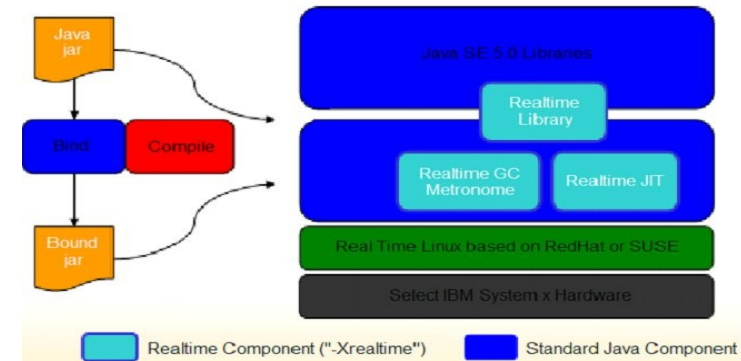 Java
jar
Bind
Compile
Bound
jar
Java SE 5.0 Libraries
Realtime
Library
Realtime GC
Metronome
Realtime JIT
Real Time Linux based on RedHat or SUSE
Select IBM System x Hardware
Realtime Component ("-Xrealtime")
Standard Java Component